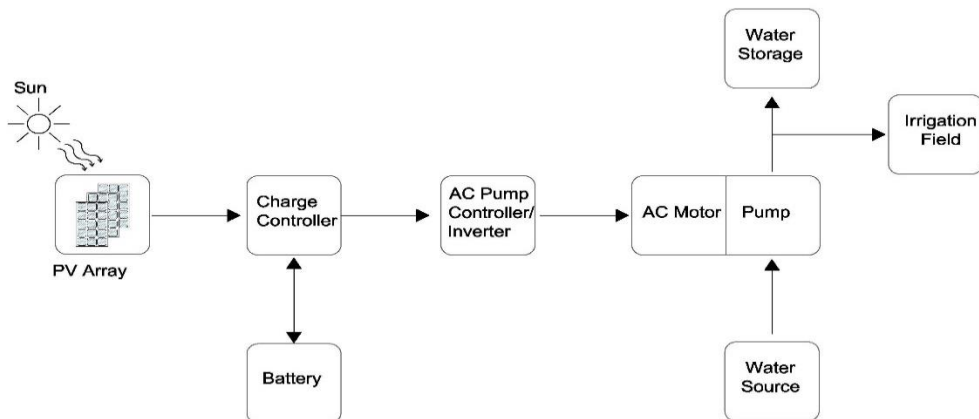 Water
Storage
Sun
Irrigation
Field
Charge
Controller
AC Pump
Controller/
Inverter
AC Motor
Pump
PV Array
Battery
Water
Source